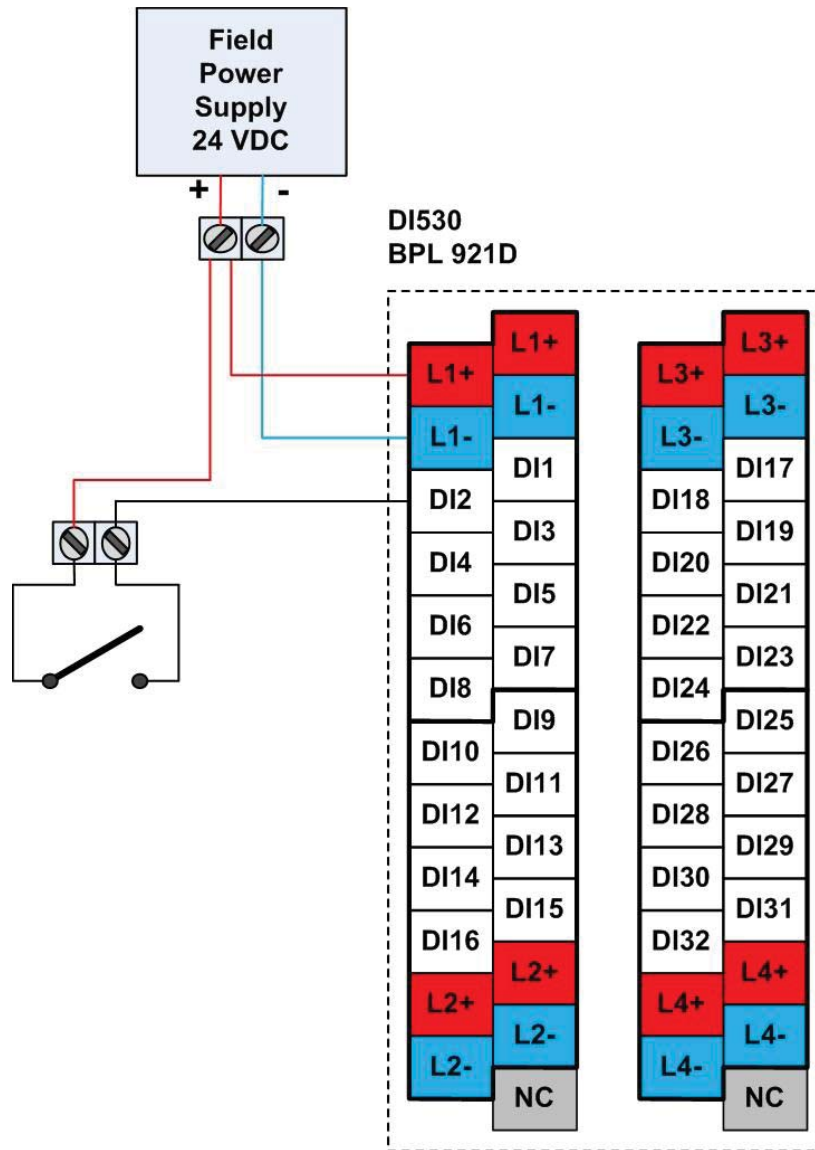 Field
Power
Supply
24 VDC
+ -
DI530
BPL 921D
L1+
L1-
DI2
DI4
DI6
DI8
DI10
DI12
DI14
DI16
L2+
L2-
L1+
L1-
DI1
DI3
DI5
DI7
DI9
DI11
DI13
DI15
L2+
L2-
NC
L3+
L3-
DI18
DI20
DI22
DI24
DI26
DI28
DI30
DI32
L4+
L4-
L3+
L3-
DI17
DI19
DI21
DI23
DI25
DI27
DI29
DI31
L4+
L4-
NC